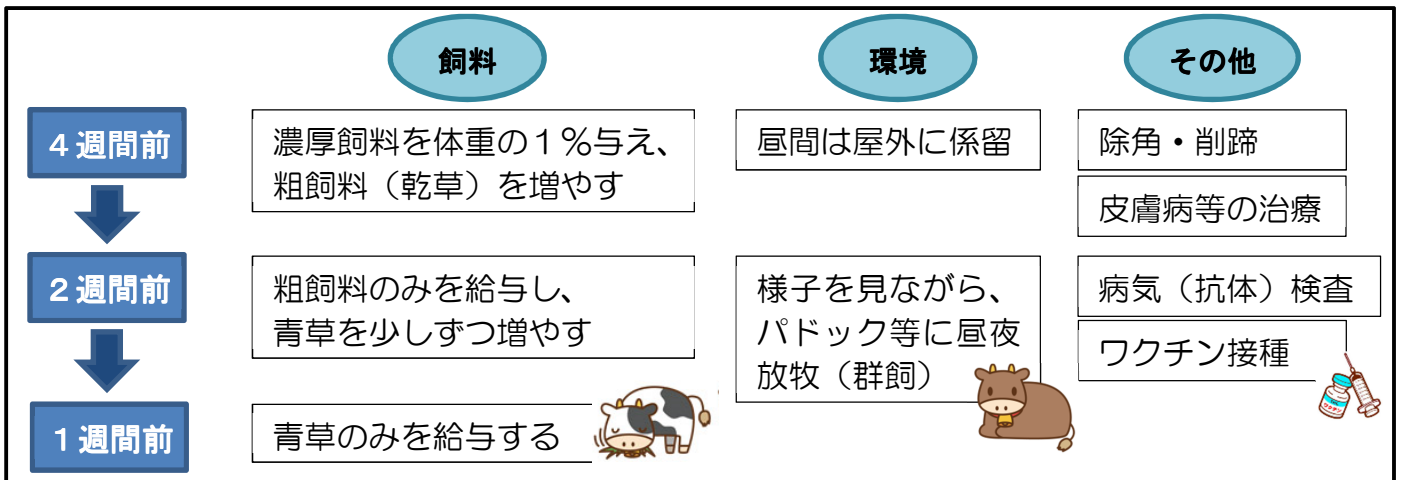 飼料
環境
その他
4週間前
濃厚飼料を体重の1%与え、
粗飼料(乾草)を増やす
昼間は屋外に係留
除角・削蹄
皮膚病等の治療
2週間前
粗飼料のみを給与し、
青草を少しずつ増やす
様子を見ながら、
パドック等に昼夜
放牧(群飼)
病気(抗体)検査
ワクチン接種
1週間前
青草のみを給与する
ワクチン